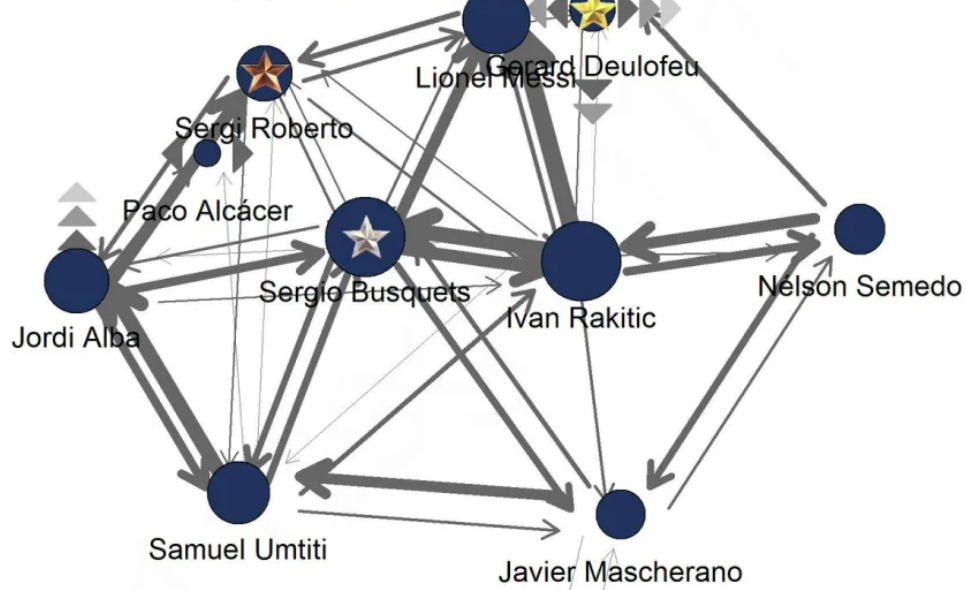 Gerard Deulofeu
Lionel Messi
Sergi Roberto
Paco Alcácer
Sergio Busquets
Nélson Semedo
Ivan Rakitic
Jordi Alba
Samuel Umtiti
Javier Mascherano